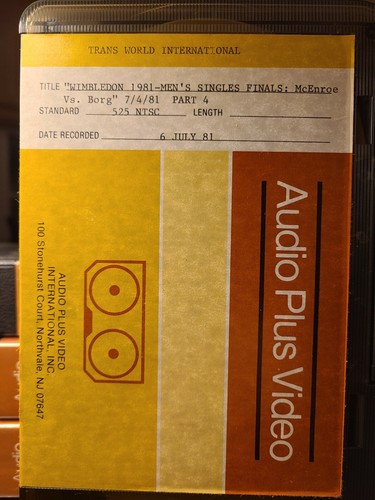 TRANS WORLD INTERNATIONAL
TITLE "WIMBLEDON 1981-MEN'S SINGLES FINALS: McEnroe
Vs. Borg" 7/4/81 PART 4
STANDARD 525 NTSC LENGTH
DATE RECORDED 6 JULY 81
Audio Plus Video
AUDIO PLUS VIDEO
INTERNATIONAL, INC.
100 Stonehurst Court, Northvale, NJ 07647